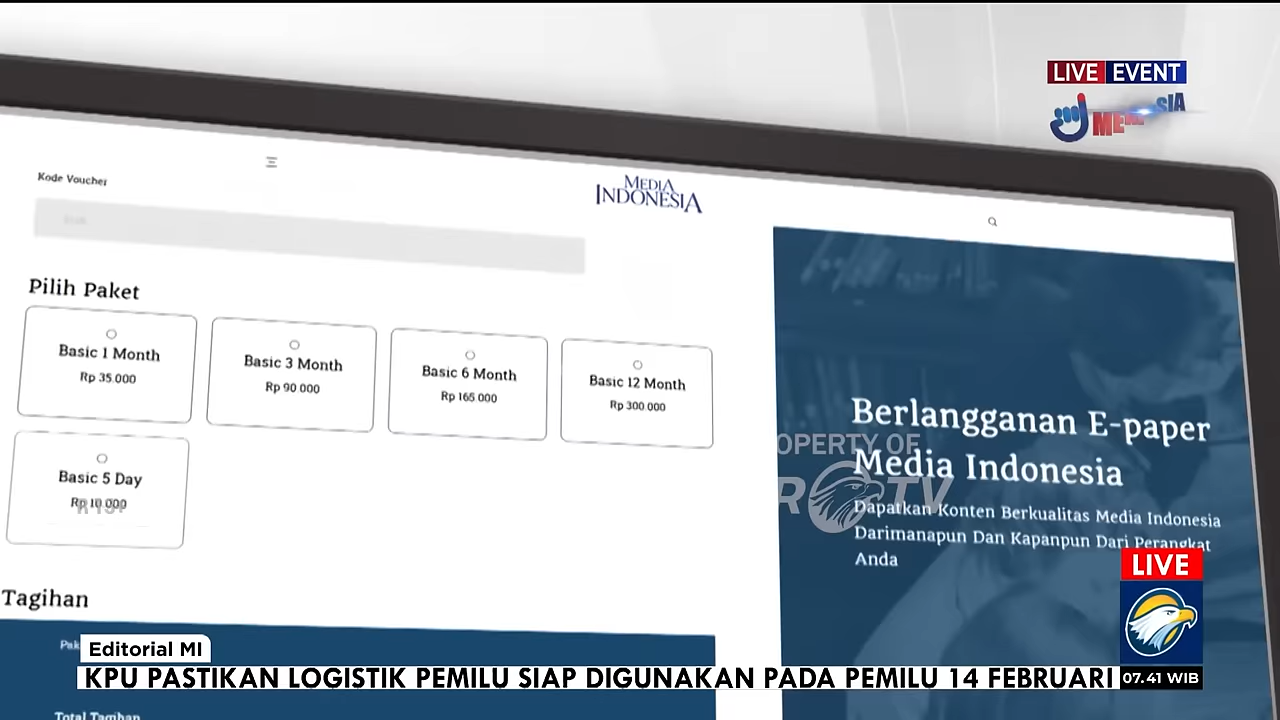 LIVE EVENT
Kode Voucher
MEDIA
INDONESIA
Pilih Paket
Basic 1 Month
Rp 35.000
Basic 3 Month
Rp 90 000
Basic 6 Month
Rp 165 000
Basic 12 Month
Rp 300 000
Basic 5 Day
Rp 10 000
Berlangganan E-paper
Media Indonesia
Dapatkan Konten Berkualitas Media Indonesia
Darimanapun Dan Kapanpun Dari Perangkat
Anda
OPERTY OF
R TV
Tagihan
LIVE
Editorial MI
KPU PASTIKAN LOGISTIK PEMILU SIAP DIGUNAKAN PADA PEMILU 14 FEBRUARI
07.41 WIB
Total Tagihan